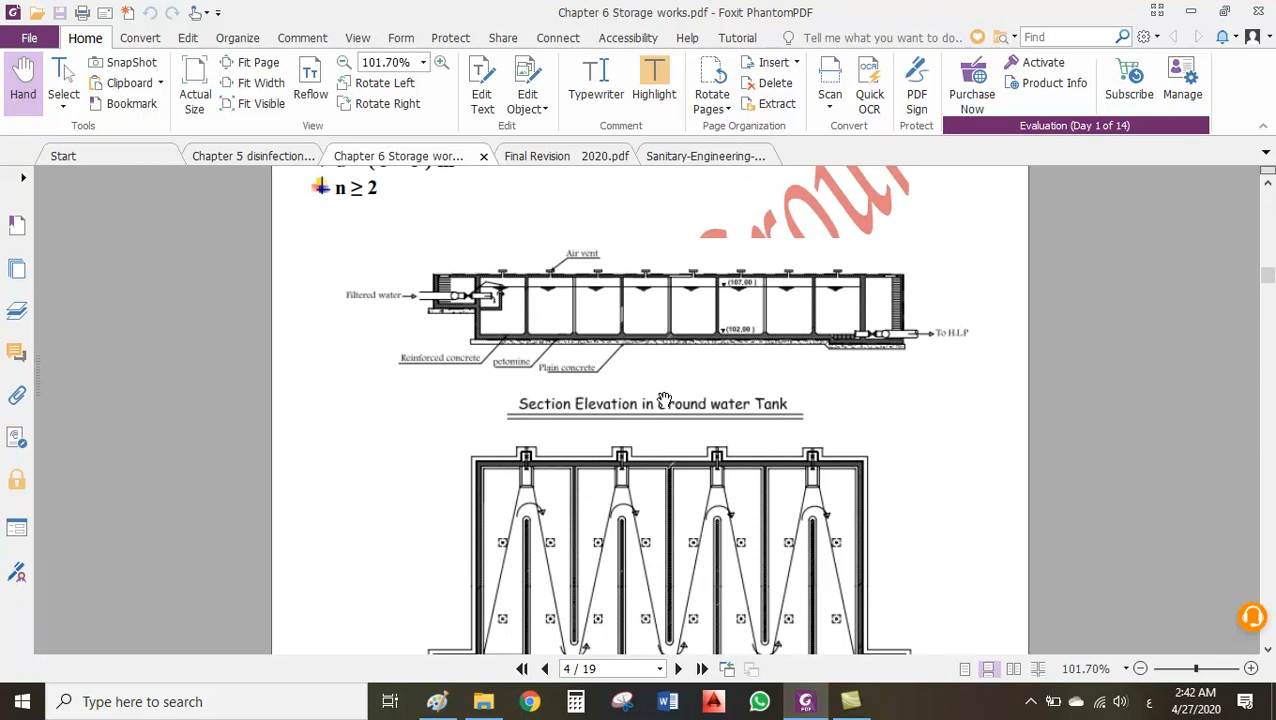 Chapter 6 Storage works.pdf - Foxit PhantomPDF
File Home Convert Edit Organize Comment View Form Protect Share Connect Accessibility Help Tutorial Tell me what you want to do.. Find
Hand
Select
SnapShot
Clipboard
Bookmark
Tools
Actual Size
Fit Page
Fit Width
Fit Visible
Reflow
101.70%
Rotate Left
Rotate Right
View
Edit Text
Edit Object
Edit
Typewriter
Highlight
Comment
Rotate Pages
Insert
Delete
Extract
Page Organization
Scan
Quick OCR
OCR
Convert
PDF Sign
Protect
Purchase Now
Activate
Product Info
Subscribe
Manage
Evaluation (Day 1 of 14)
Start
Chapter 5 disinfection...
Chapter 6 Storage wor...
Final Revision 2020.pdf
Sanitary-Engineering-...
n ≥ 2
Air vent
Filtered water
(107.00)
(102.00)
To H.L.P
Reinforced concrete
petomine
Plain concrete
Section Elevation in Ground water Tank
4 / 19
101.70%
Type here to search
PDF
ع
2:42 AM
4/27/2020